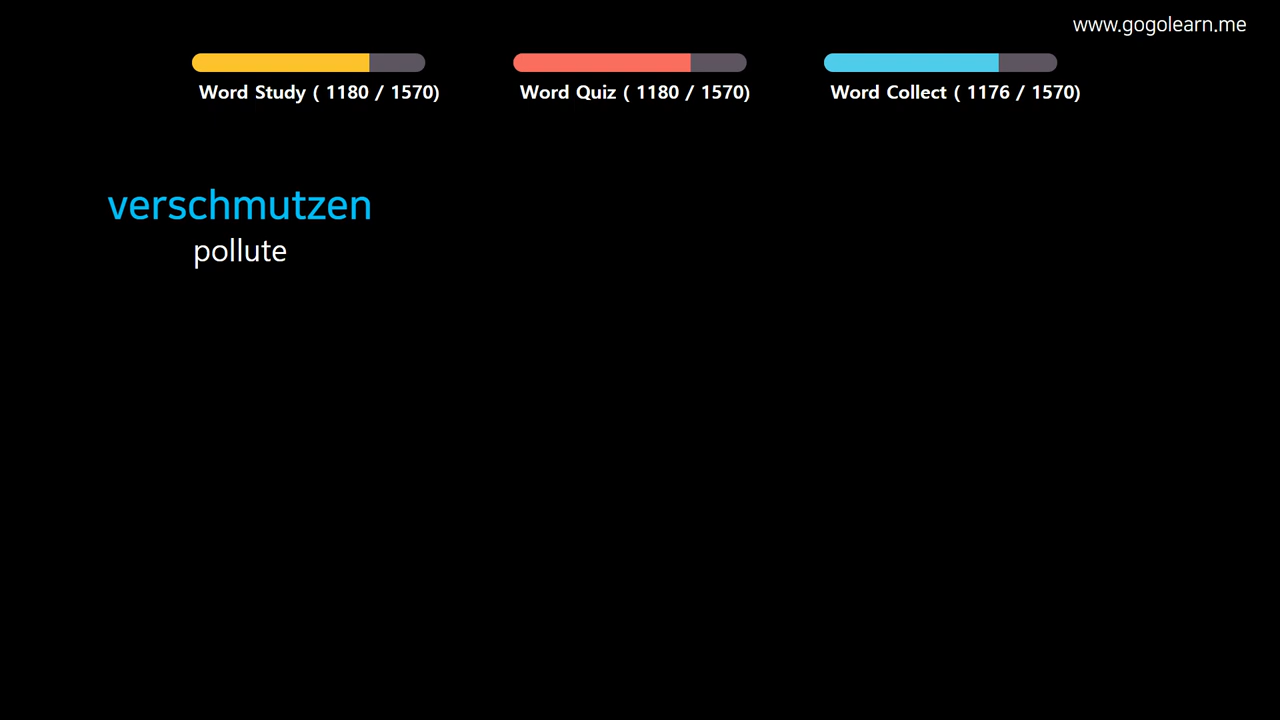 www.gogolearn.me
Word Study ( 1180 / 1570)
Word Quiz ( 1180 / 1570)
Word Collect ( 1176 / 1570)
verschmutzen
pollute